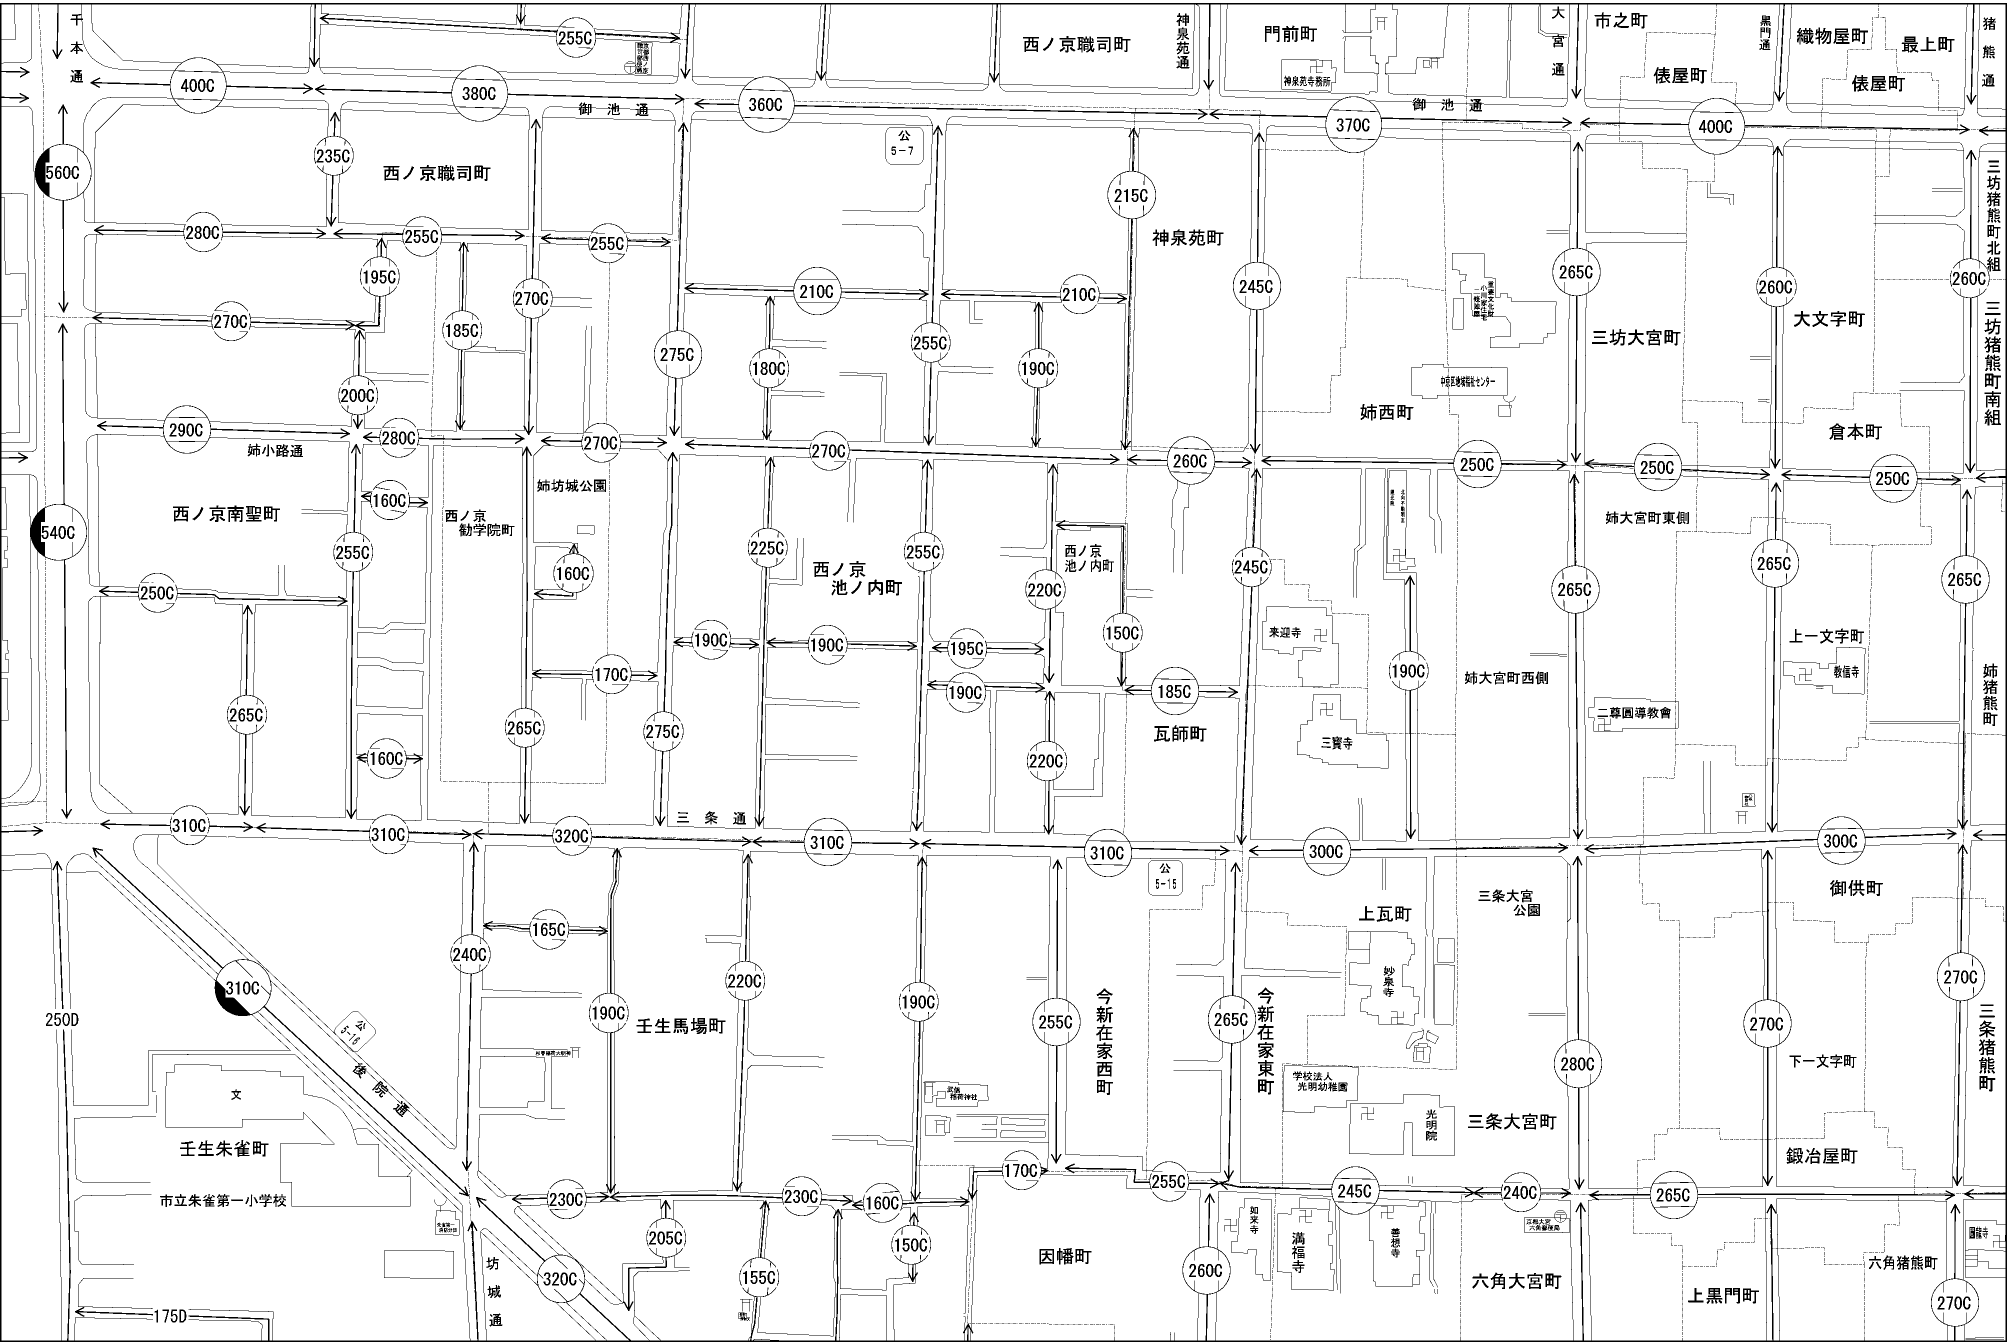 千本通
255C
西ノ京職司町
神泉苑通
門前町
神泉苑寺務所
大宮通
市之町
俵屋町
黒門通
織物屋町
俵屋町
最上町
猪熊通
400C
380C
御池通
360C
370C
御池通
400C
560C
235C
西ノ京職司町
公
5-7
215C
神泉苑町
三坊猪熊町北組
280C
255C
255C
195C
270C
210C
210C
245C
265C
260C
260C
270C
185C
275C
255C
180C
190C
三坊大宮町
大文字町
三坊猪熊町南組
200C
中京区地域福祉センター
姉西町
倉本町
290C
280C
270C
270C
260C
250C
250C
250C
姉小路通
西ノ京南聖町
160C
西ノ京
勧学院町
姉坊城公園
姉大宮町東側
540C
255C
160C
225C
255C
西ノ京
池ノ内町
西ノ京
池ノ内町
245C
265C
265C
265C
250C
220C
150C
190C
190C
195C
来迎寺
上一文字町
教信寺
170C
190C
185C
190C
姉大宮町西側
姉猪熊町
265C
265C
275C
瓦師町
三寳寺
二尊圓導教會
160C
220C
310C
310C
320C
三条通
310C
310C
300C
300C
公
5-15
御供町
三条大宮
公園
上瓦町
165C
240C
220C
310C
190C
190C
妙泉寺
270C
250D
公
5-16
壬生馬場町
255C
今新在家西町
265C
今新在家東町
270C
三条猪熊町
後院通
280C
下一文字町
学校法人
光明幼稚園
文
稲荷神社
光明院
三条大宮町
壬生朱雀町
鍛冶屋町
市立朱雀第一小学校
230C
230C
160C
170C
255C
245C
240C
265C
205C
150C
如来寺
満福寺
善想寺
六角郵便局
因幡町
260C
六角大宮町
六角猪熊町
320C
155C
坊城通
上黒門町
270C
175D